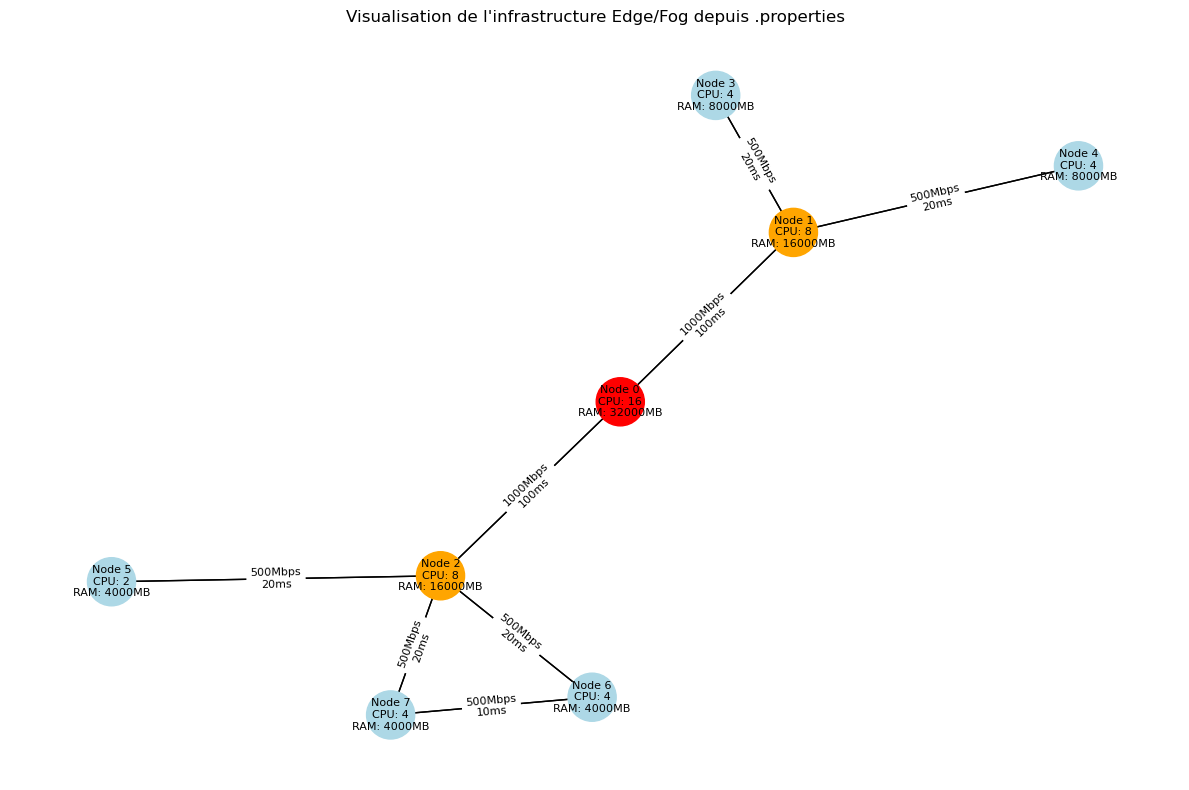 Visualisation de l'infrastructure Edge/Fog depuis .properties
Node 3
CPU: 4
RAM: 8000MB
500Mbps
20ms
Node 4
CPU: 4
RAM: 8000MB
500Mbps
20ms
Node 1
CPU: 8
RAM: 16000MB
1000Mbps
100ms
Node 0
CPU: 16
RAM: 32000MB
1000Mbps
100ms
Node 2
CPU: 8
RAM: 16000MB
500Mbps
20ms
Node 5
CPU: 2
RAM: 4000MB
500Mbps
20ms
500Mbps
20ms
Node 6
CPU: 4
RAM: 4000MB
500Mbps
10ms
Node 7
CPU: 4
RAM: 4000MB